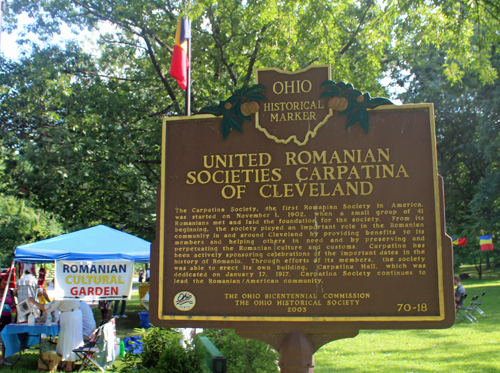 OHIO
HISTORICAL
MARKER
UNITED ROMANIAN
SOCIETIES CARPATINA
OF CLEVELAND
The Carpatina Society, the first Romanian Society in America,
was started on November 1, 1902, when a small group of 41
Romanians met and laid the foundation for the society. From its
beginning, the society played an important role in the Romanian
community in and around Cleveland by providing benefits to its
members and helping others in need and by preserving and
perpetuating the Romanian culture and customs. Carpatina has
been actively sponsoring celebrations of the important dates in the
history of Romania. Through efforts of its members, the society
was able to erect its own building, Carpatina Hall, which was
dedicated on January 17, 1917. Carpatina Society continues to
lead the Romanian/American community.
THE OHIO BICENTENNIAL COMMISSION
THE OHIO HISTORICAL SOCIETY
2003
70-18
ROMANIAN
CULTURAL
GARDEN